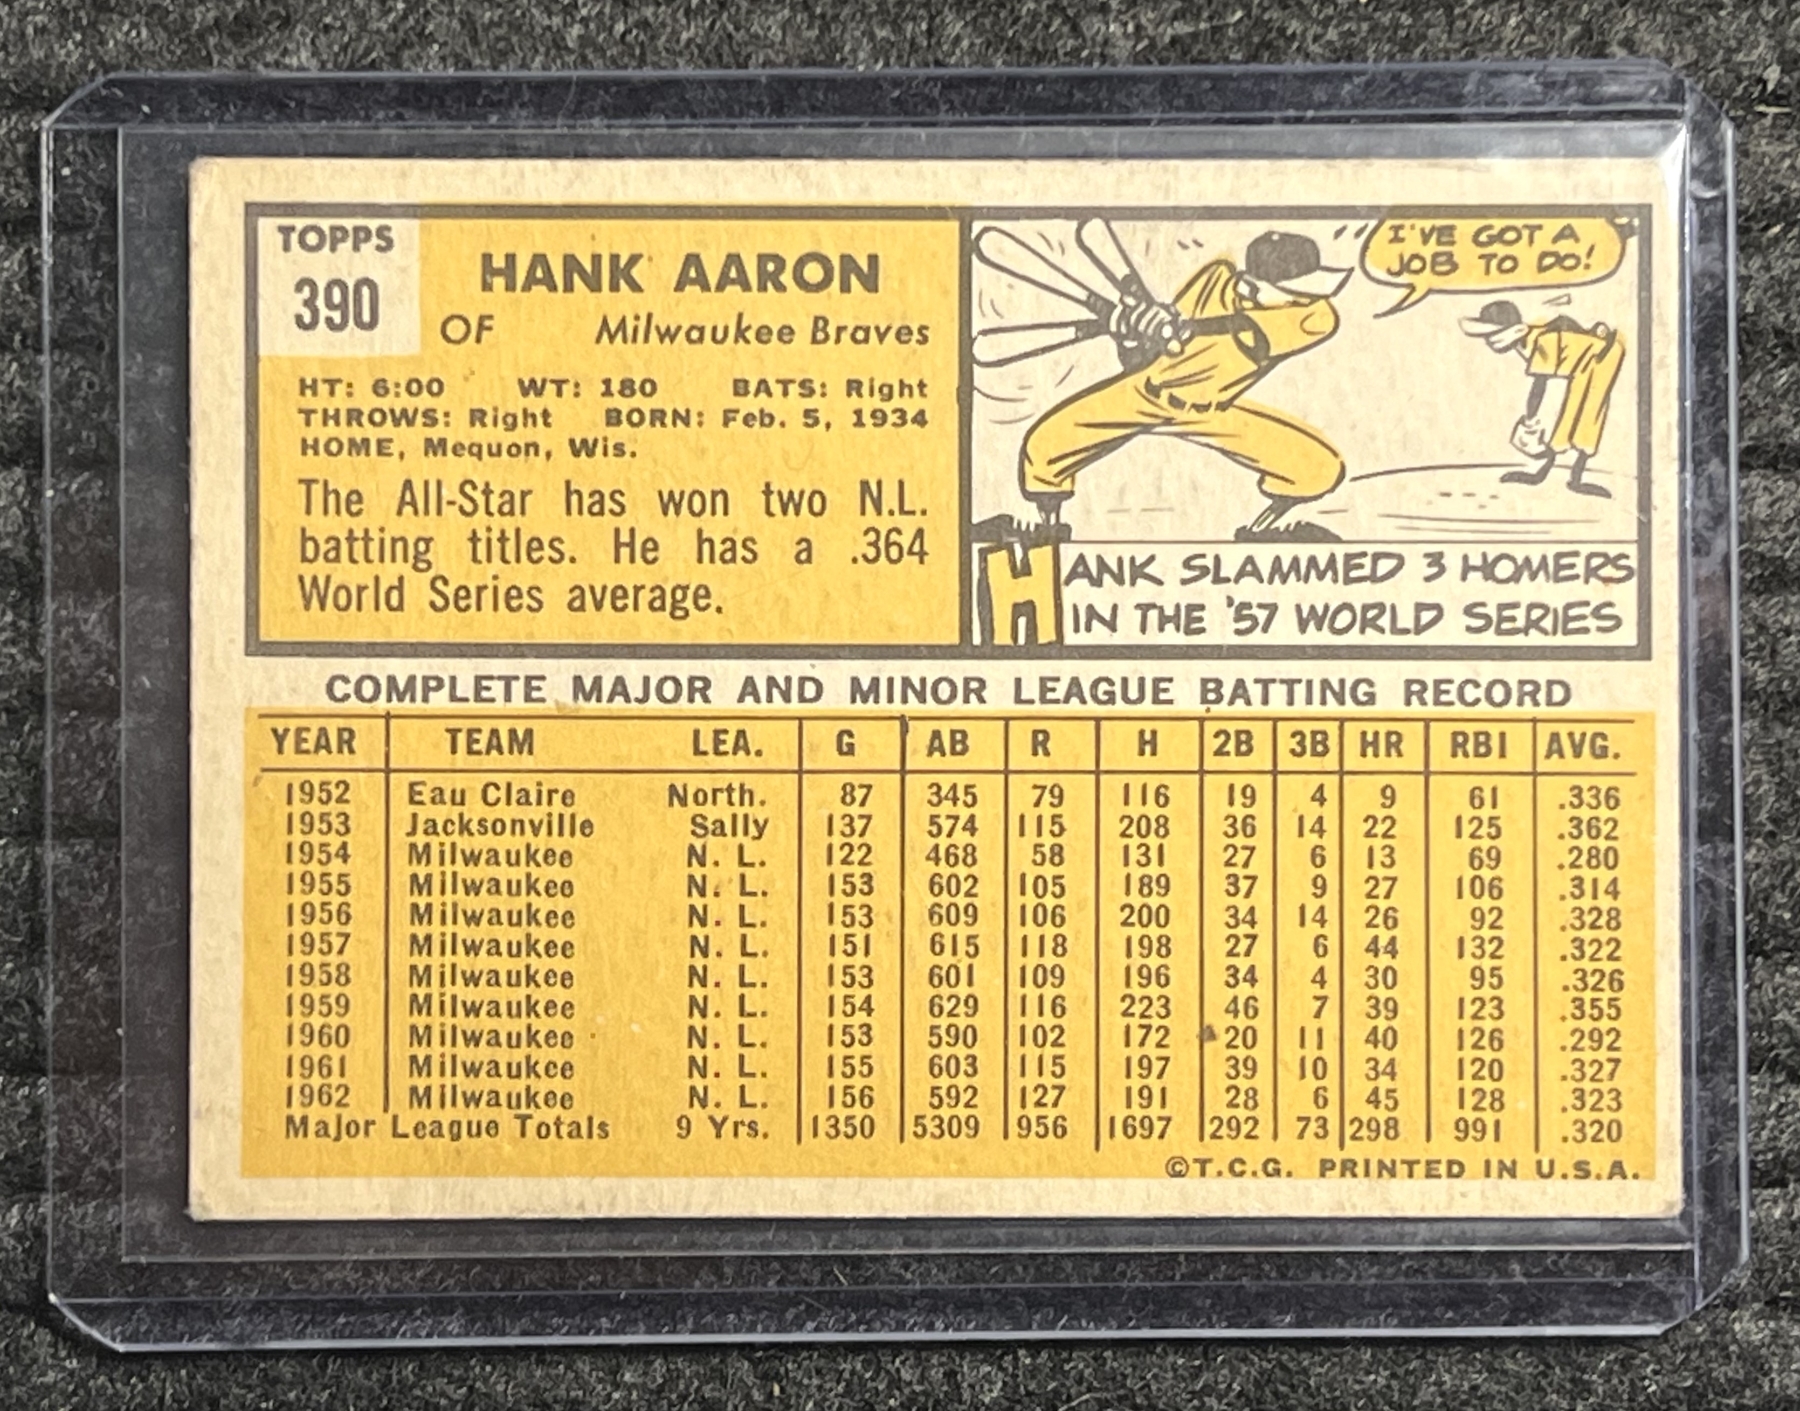 TOPPS
390
HANK AARON
OF Milwaukee Braves
HT: 6:00 WT: 180 BATS: Right
THROWS: Right BORN: Feb. 5, 1934
HOME, Mequon, Wis.
The All-Star has won two N.L.
batting titles. He has a .364
World Series average.
I'VE GOT A
JOB TO DO!
HANK SLAMMED 3 HOMERS
IN THE '57 WORLD SERIES
COMPLETE MAJOR AND MINOR LEAGUE BATTING RECORD
YEAR TEAM LEA. G AB R H 2B 3B HR RBI AVG.
1952 Eau Claire North. 87 345 79 116 19 4 9 61 .336
1953 Jacksonville Sally 137 574 115 208 36 14 22 125 .362
1954 Milwaukee N. L. 122 468 58 131 27 6 13 69 .280
1955 Milwaukee N. L. 153 602 105 189 37 9 27 106 .314
1956 Milwaukee N. L. 153 609 106 200 34 14 26 92 .328
1957 Milwaukee N. L. 151 615 118 198 27 6 44 132 .322
1958 Milwaukee N. L. 153 601 109 196 34 4 30 95 .326
1959 Milwaukee N. L. 154 629 116 223 46 7 39 123 .355
1960 Milwaukee N. L. 153 590 102 172 20 11 40 126 .292
1961 Milwaukee N. L. 155 603 115 197 39 10 34 120 .327
1962 Milwaukee N. L. 156 592 127 191 28 6 45 128 .323
Major League Totals 9 Yrs. 1350 5309 956 1697 292 73 298 991 .320
©T.C.G. PRINTED IN U.S.A.